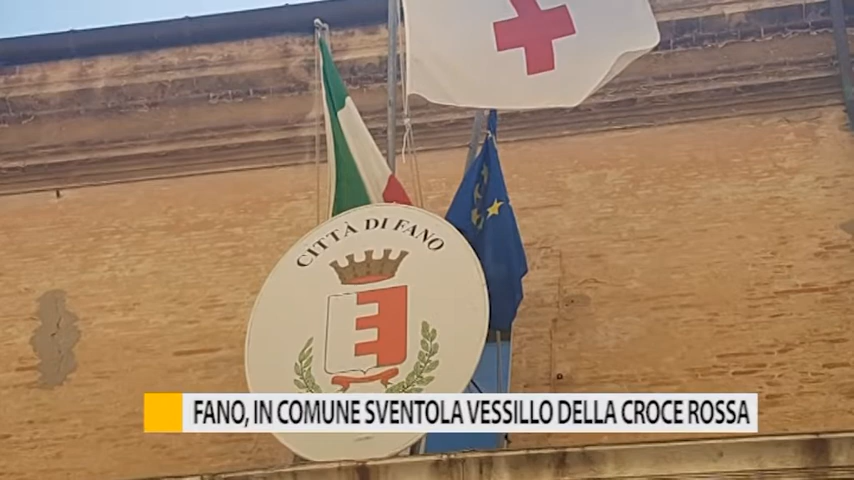 CITTÀ DI FANO
FANO, IN COMUNE SVENTOLA VESSILLO DELLA CROCE ROSSA